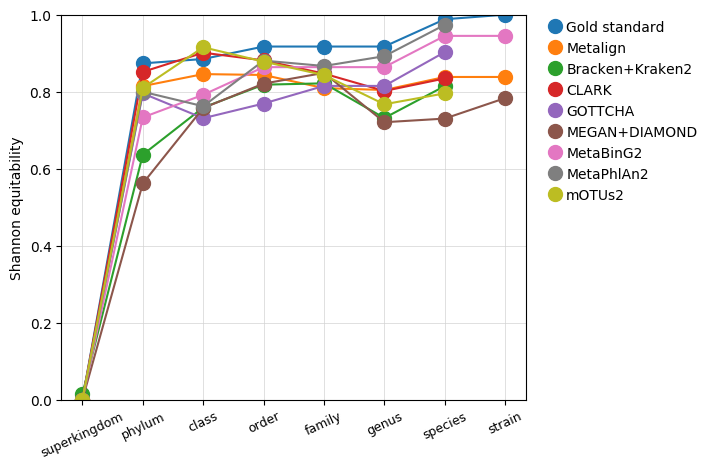 1.0
0.8
0.6
0.4
0.2
0.0
Shannon equitability
superkingdom
phylum
class
order
family
genus
species
strain
Gold standard
Metalign
Bracken+Kraken2
CLARK
GOTTCHA
MEGAN+DIAMOND
MetaBinG2
MetaPhlAn2
mOTUs2